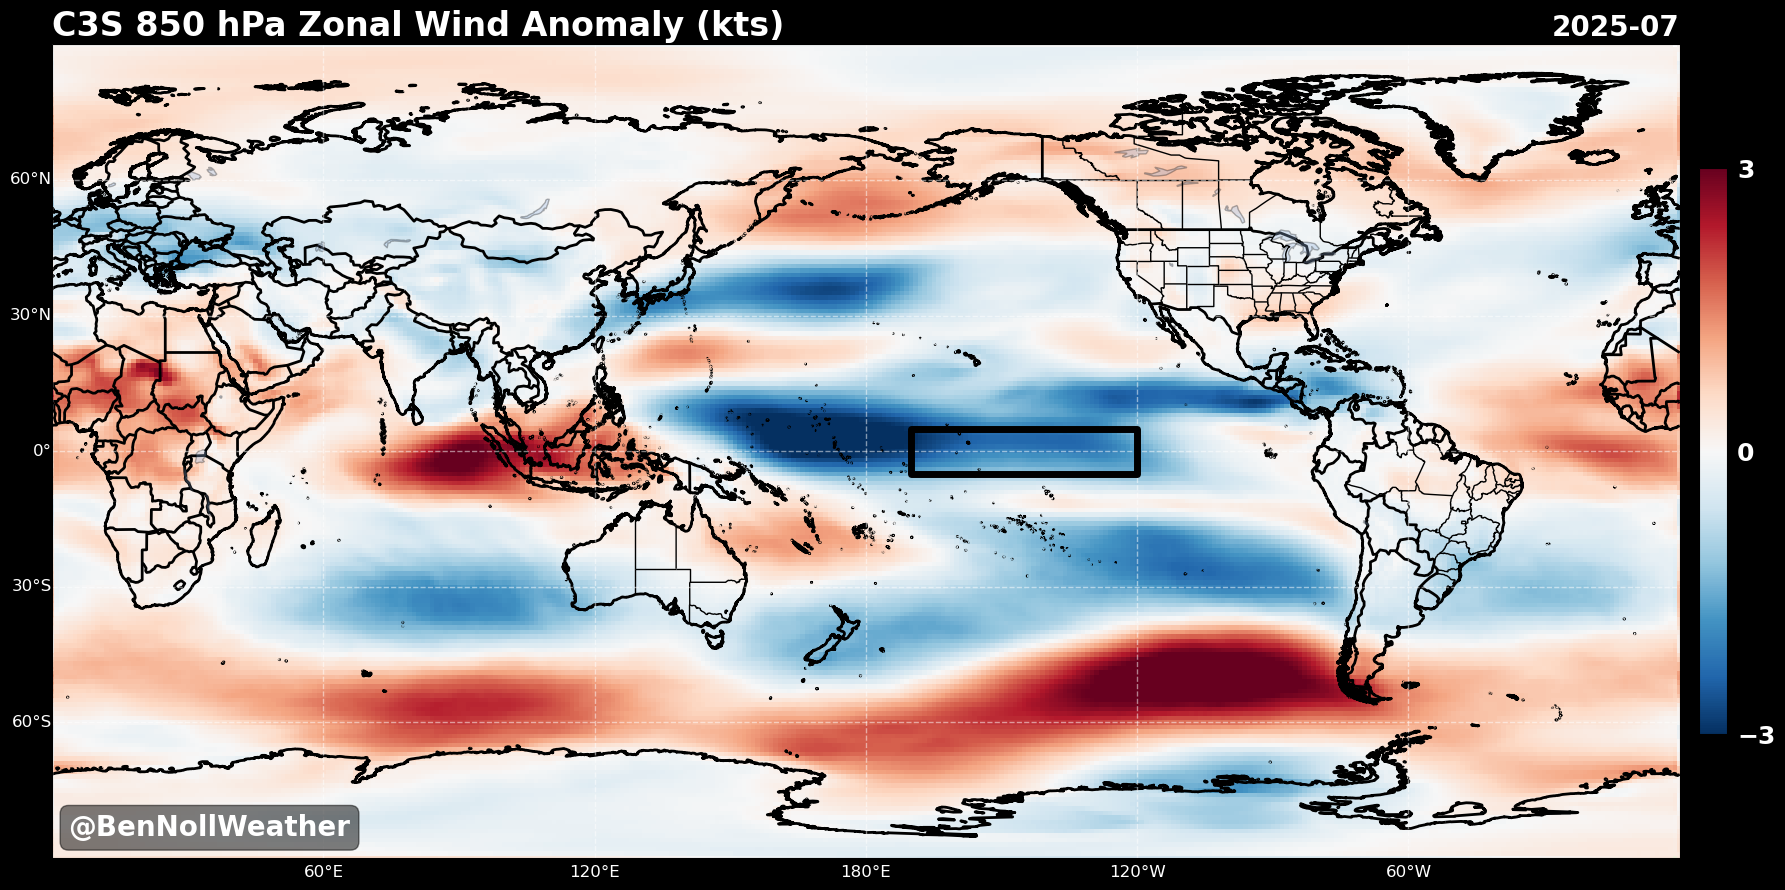 C3S 850 hPa Zonal Wind Anomaly (kts)
2025-07
60°N
30°N
0°
30°S
60°S
60°E
120°E
180°E
120°W
60°W
3
0
−3
@BenNollWeather